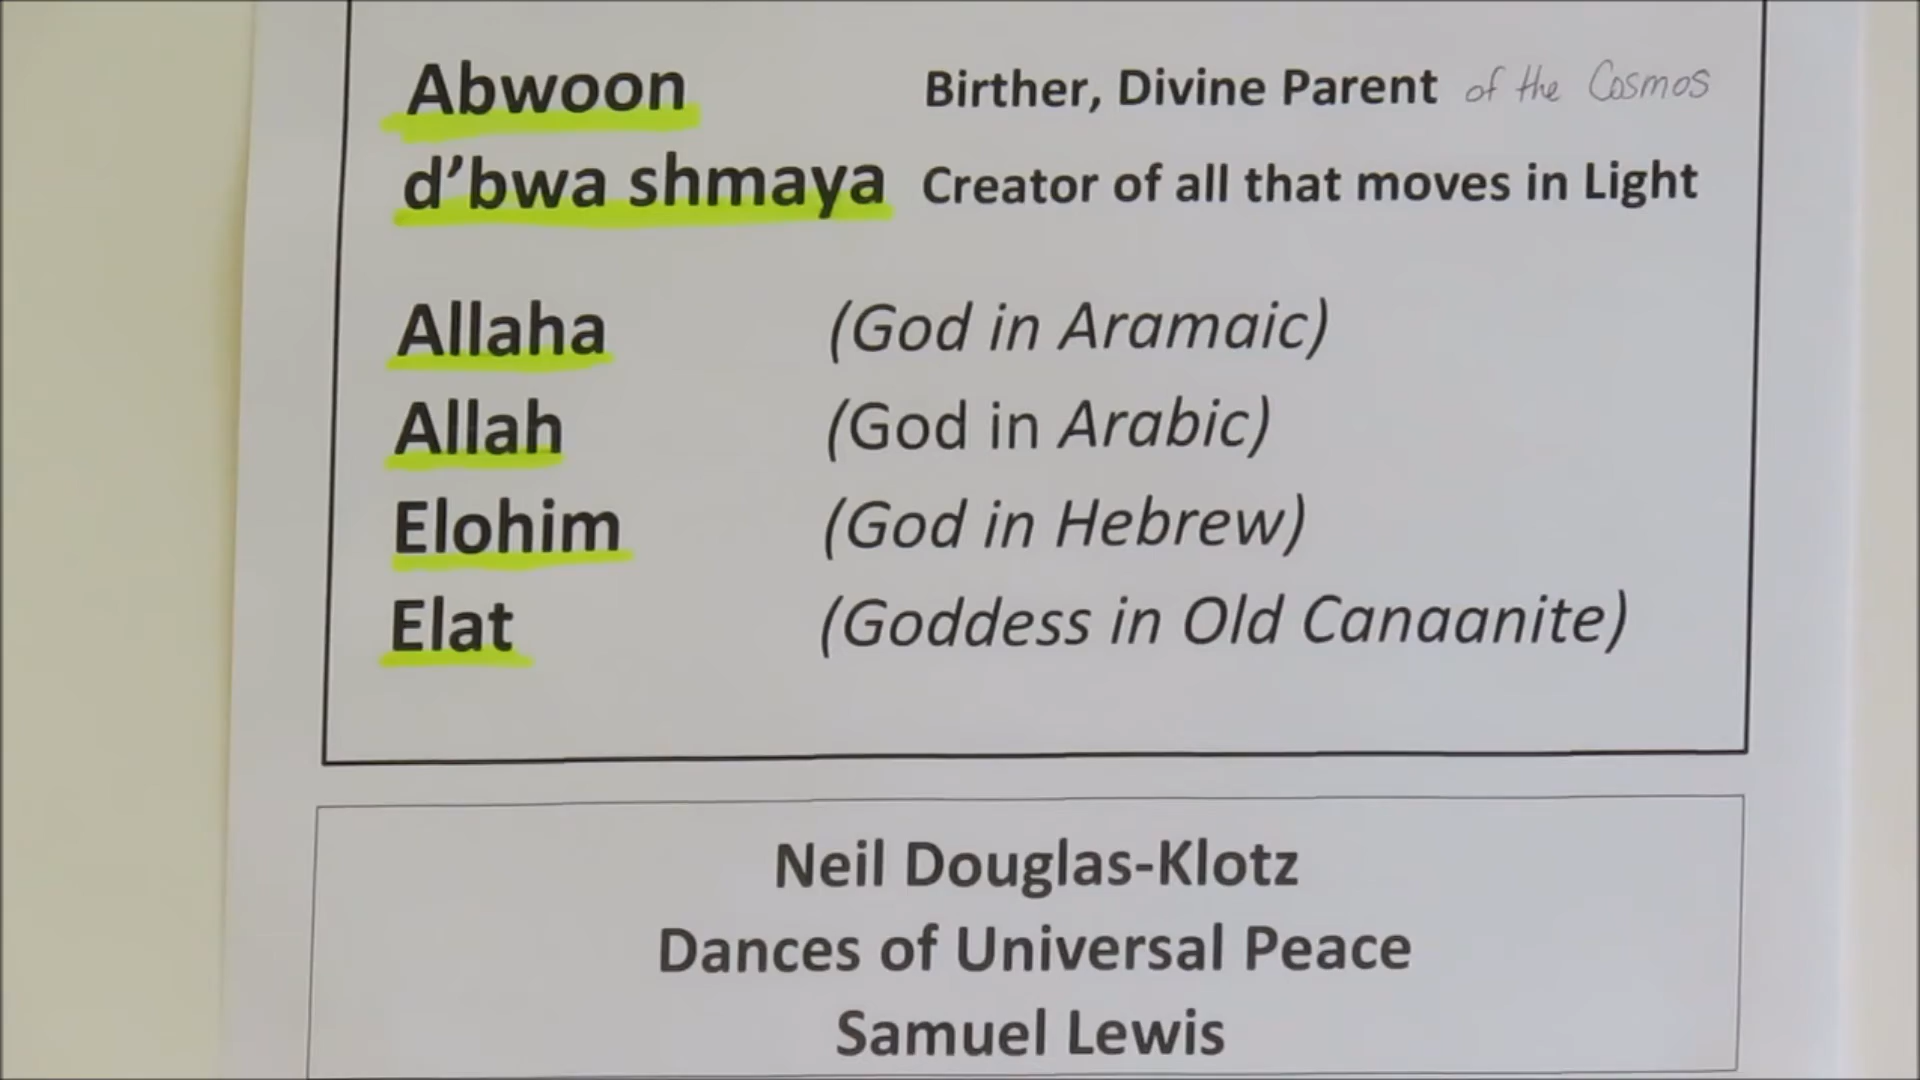 Abwoon Birther, Divine Parent of the Cosmos
d’bwa shmaya Creator of all that moves in Light
Allaha (God in Aramaic)
Allah (God in Arabic)
Elohim (God in Hebrew)
Elat (Goddess in Old Canaanite)
Neil Douglas-Klotz
Dances of Universal Peace
Samuel Lewis